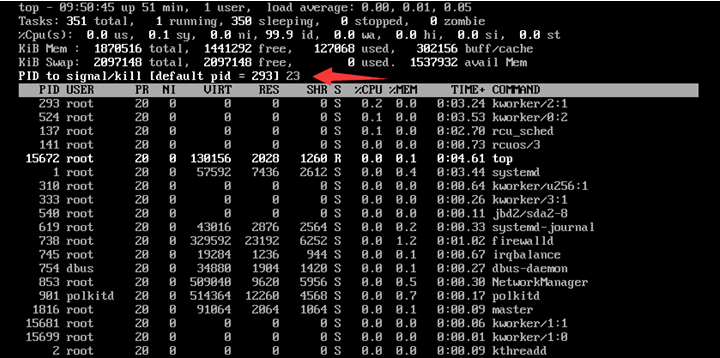 top - 09:50:45 up 51 min,  1 user,  load average: 0.00, 0.01, 0.05
Tasks: 351 total,   1 running, 350 sleeping,   0 stopped,   0 zombie
%Cpu(s):  0.0 us,  0.1 sy,  0.0 ni, 99.9 id,  0.0 wa,  0.0 hi,  0.0 si,  0.0 st
KiB Mem :  1870516 total,  1441292 free,   127068 used,   302156 buff/cache
KiB Swap:  2097148 total,  2097148 free,        0 used.  1537932 avail Mem
PID to signal/kill [default pid = 293] 23
  PID USER      PR  NI    VIRT    RES    SHR S  %CPU %MEM     TIME+ COMMAND
  293 root      20   0       0      0      0 S   0.2  0.0   0:03.24 kworker/2:1
  524 root      20   0       0      0      0 S   0.1  0.0   0:03.53 kworker/0:2
  137 root      20   0       0      0      0 S   0.1  0.0   0:02.70 rcu_sched
  141 root      20   0       0      0      0 S   0.0  0.0   0:00.73 rcuos/3
15672 root      20   0  130156   2028   1260 R   0.0  0.1   0:04.61 top
    1 root      20   0   57592   7436   2612 S   0.0  0.4   0:03.44 systemd
  310 root      20   0       0      0      0 S   0.0  0.0   0:00.64 kworker/u256:1
  333 root      20   0       0      0      0 S   0.0  0.0   0:00.26 kworker/3:1
  540 root      20   0       0      0      0 S   0.0  0.0   0:00.11 jbd2/sda2-8
  619 root      20   0   43016   2876   2564 S   0.0  0.2   0:00.33 systemd-journal
  738 root      20   0  329592  23192   6252 S   0.0  1.2   0:01.02 firewalld
  745 root      20   0   19284   1236    944 S   0.0  0.1   0:00.67 irqbalance
  754 dbus      20   0   34880   1904   1420 S   0.0  0.1   0:00.27 dbus-daemon
  853 root      20   0  509040   9620   5956 S   0.0  0.5   0:00.30 NetworkManager
  901 polkitd   20   0  514364  12260   4568 S   0.0  0.7   0:00.17 polkitd
 1816 root      20   0   91064   2064   1064 S   0.0  0.1   0:00.09 master
15681 root      20   0       0      0      0 S   0.0  0.0   0:00.06 kworker/1:1
15699 root      20   0       0      0      0 S   0.0  0.0   0:00.01 kworker/1:0
    2 root      20   0       0      0      0 S   0.0  0.0   0:00.09 kthreadd